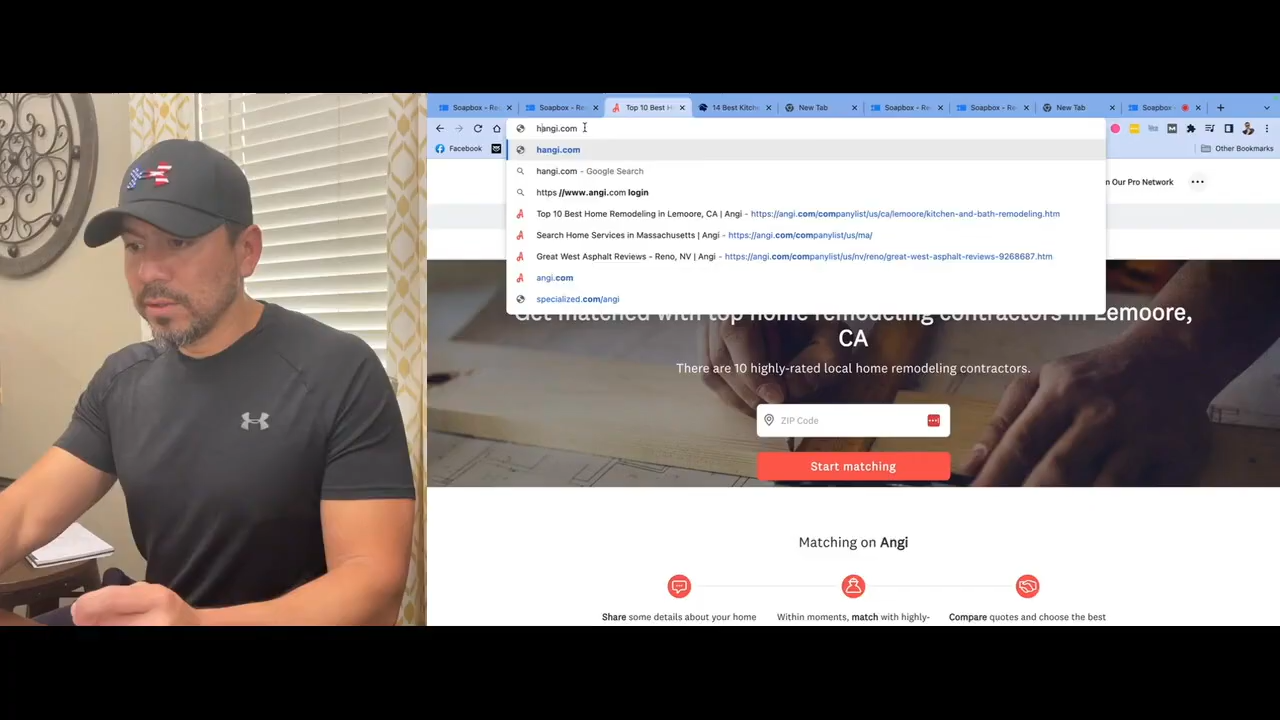 Soapbox - Re
Soapbox - Re
Top 10 Best H
14 Best Kitche
New Tab
Soapbox - Re
Soapbox - Re
New Tab
Soapbox
hangi.com
Facebook
Other Bookmarks
hangi.com
hangi.com - Google Search
https //www.angi.com login
Top 10 Best Home Remodeling in Lemoore, CA | Angi - https://angi.com/companylist/us/ca/lemoore/kitchen-and-bath-remodeling.htm
Search Home Services in Massachusetts | Angi - https://angi.com/companylist/us/ma/
Great West Asphalt Reviews - Reno, NV | Angi - https://angi.com/companylist/us/nv/reno/great-west-asphalt-reviews-9268687.htm
angi.com
specialized.com/angi
n Our Pro Network
Get matched with top home remodeling contractors in Lemoore,
CA
There are 10 highly-rated local home remodeling contractors.
ZIP Code
Start matching
Matching on Angi
Share some details about your home
Within moments, match with highly-
Compare quotes and choose the best